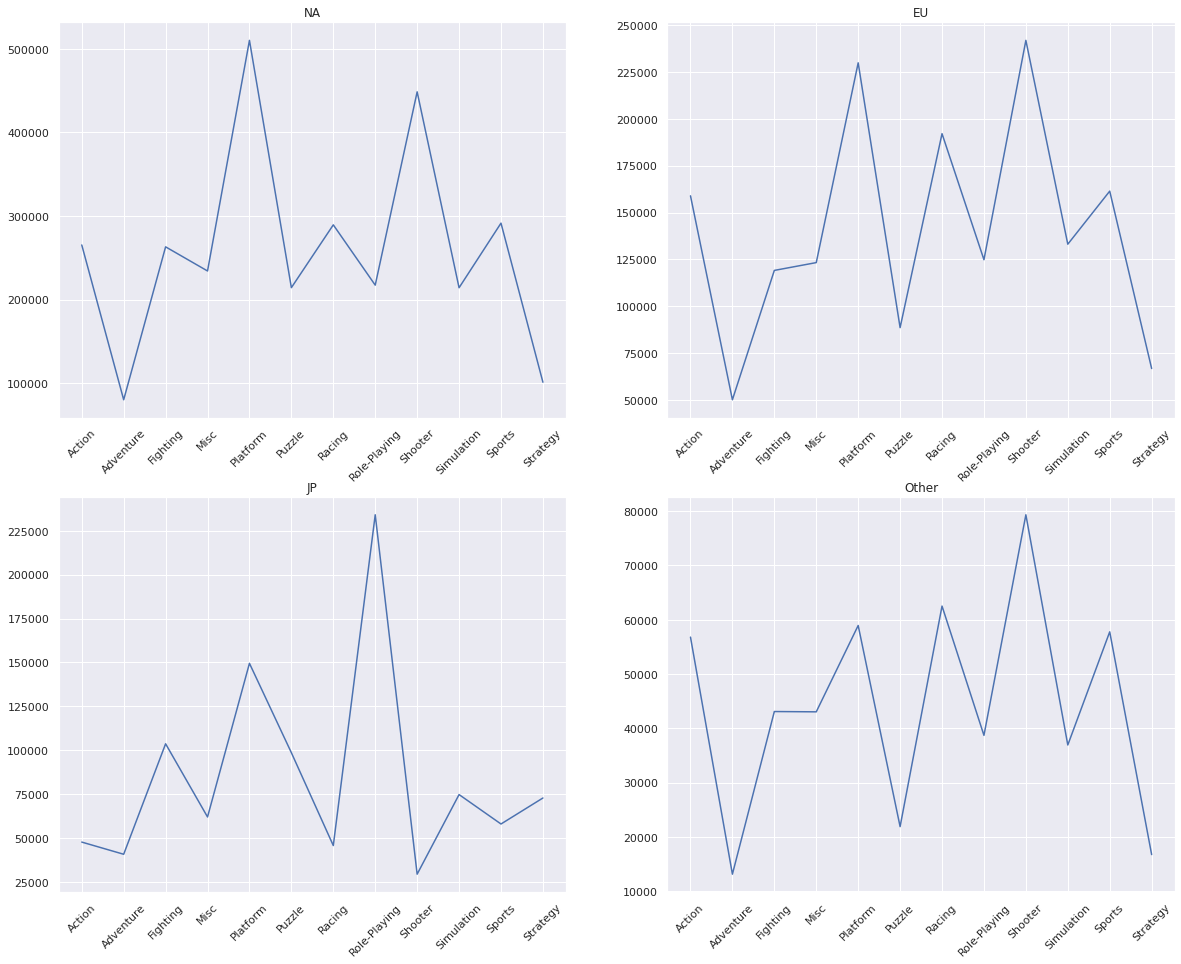 NA
500000
400000
300000
200000
100000
Action
Adventure
Fighting
Misc
Platform
Puzzle
Racing
Role-Playing
Shooter
Simulation
Sports
Strategy
EU
250000
225000
200000
175000
150000
125000
100000
75000
50000
Action
Adventure
Fighting
Misc
Platform
Puzzle
Racing
Role-Playing
Shooter
Simulation
Sports
Strategy
JP
225000
200000
175000
150000
125000
100000
75000
50000
25000
Action
Adventure
Fighting
Misc
Platform
Puzzle
Racing
Role-Playing
Shooter
Simulation
Sports
Strategy
Other
80000
70000
60000
50000
40000
30000
20000
10000
Action
Adventure
Fighting
Misc
Platform
Puzzle
Racing
Role-Playing
Shooter
Simulation
Sports
Strategy